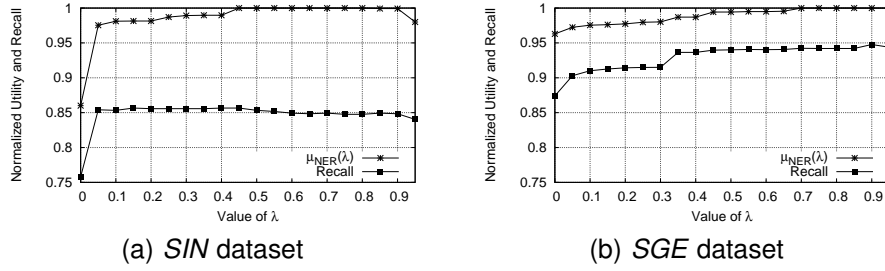 Normalized Utility and Recall
1
0.95
0.9
0.85
0.8
0.75
μNER(λ)
Recall
0 0.1 0.2 0.3 0.4 0.5 0.6 0.7 0.8 0.9
Value of λ
(a) SIN dataset
Normalized Utility and Recall
1
0.95
0.9
0.85
0.8
0.75
μNER(λ)
Recall
0 0.1 0.2 0.3 0.4 0.5 0.6 0.7 0.8 0.9
Value of λ
(b) SGE dataset